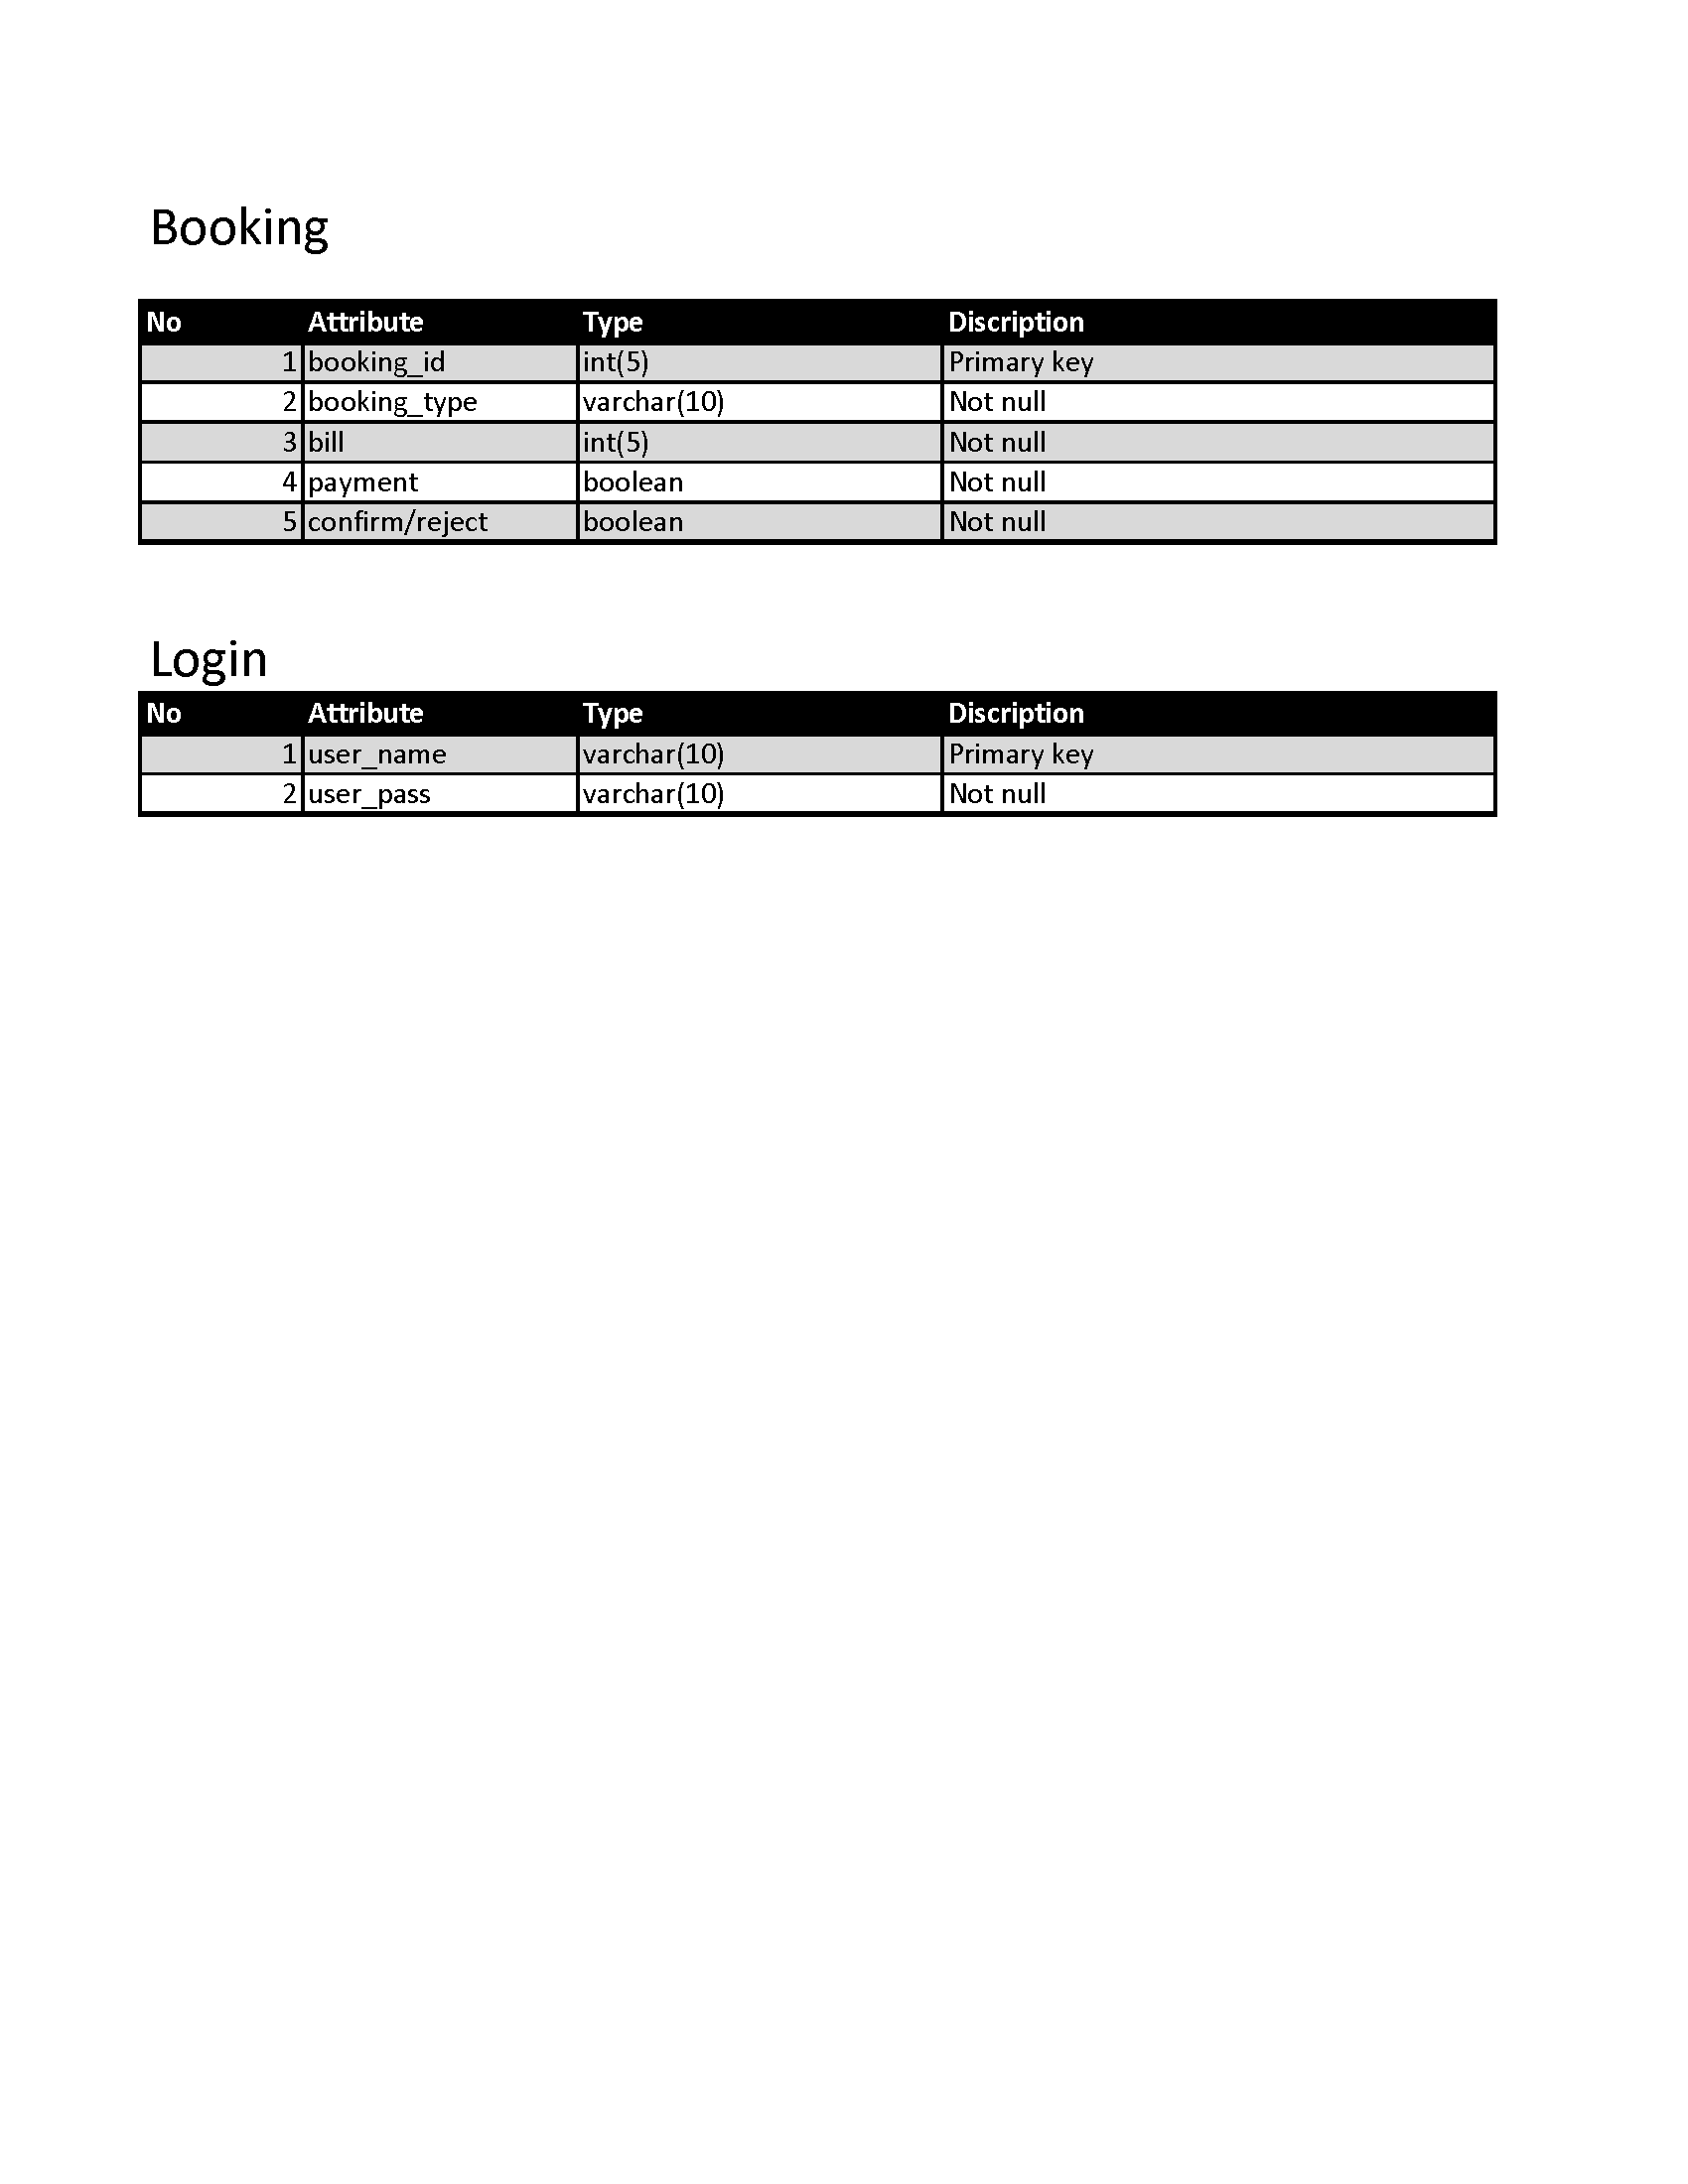 Booking
No Attribute Type Discription
1 booking_id int(5) Primary key
2 booking_type varchar(10) Not null
3 bill int(5) Not null
4 payment boolean Not null
5 confirm/reject boolean Not null
Login
No Attribute Type Discription
1 user_name varchar(10) Primary key
2 user_pass varchar(10) Not null